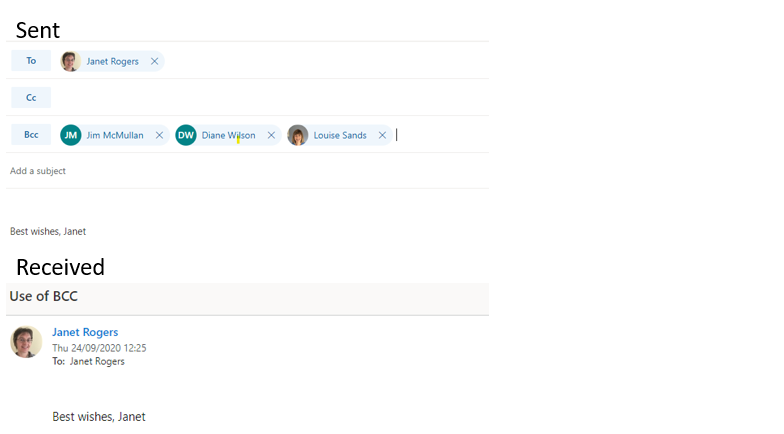 Sent
To Janet Rogers
Cc
Bcc JM Jim McMullan DW Diane Wilson Louise Sands
Add a subject
Best wishes, Janet
Received
Use of BCC
Janet Rogers
Thu 24/09/2020 12:25
To: Janet Rogers
Best wishes, Janet